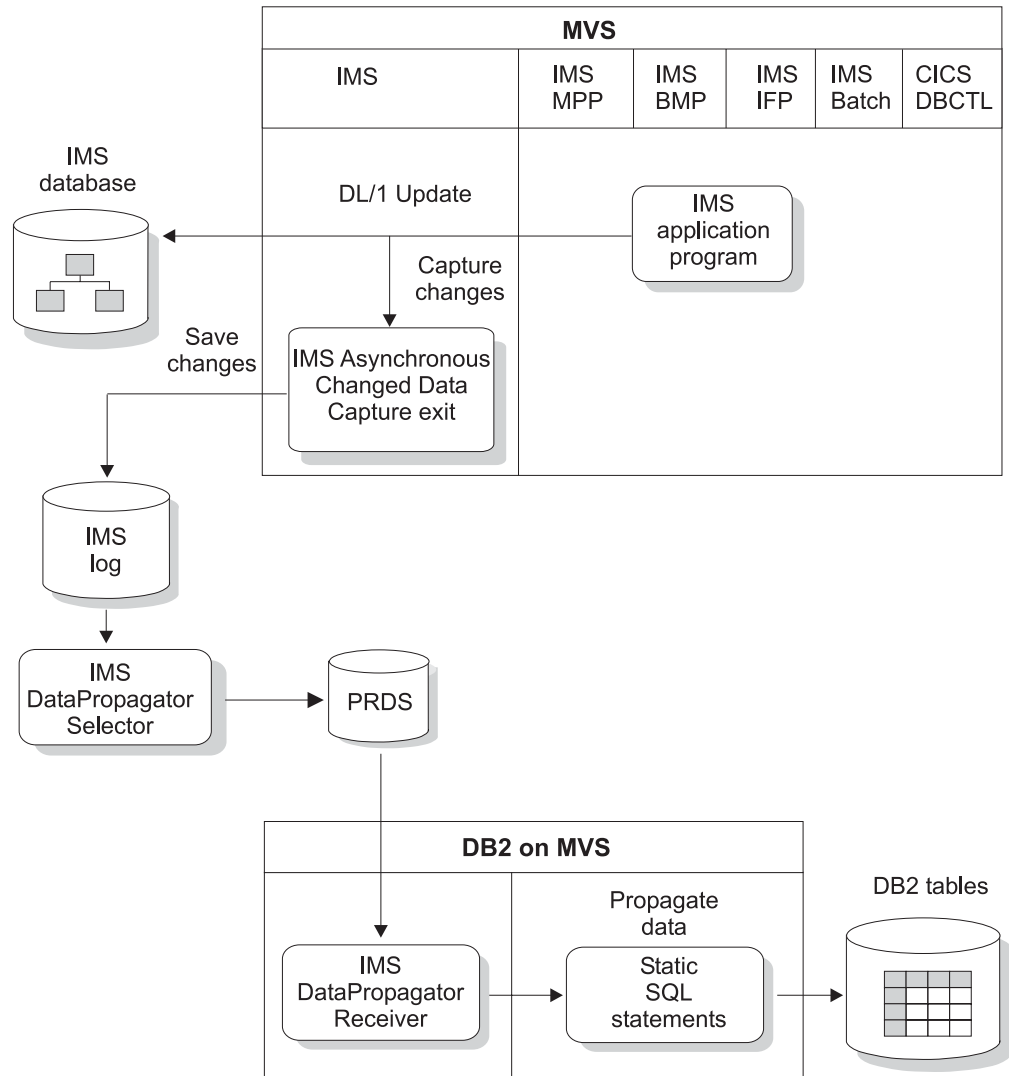 MVS
IMS
IMS
MPP
IMS
BMP
IMS
IFP
IMS
Batch
CICS
DBCTL
IMS
database
DL/1 Update
IMS
application
program
Capture
changes
Save
changes
IMS Asynchronous
Changed Data
Capture exit
IMS
log
IMS
DataPropagator
Selector
PRDS
DB2 on MVS
DB2 tables
Propagate
data
IMS
DataPropagator
Receiver
Static
SQL
statements